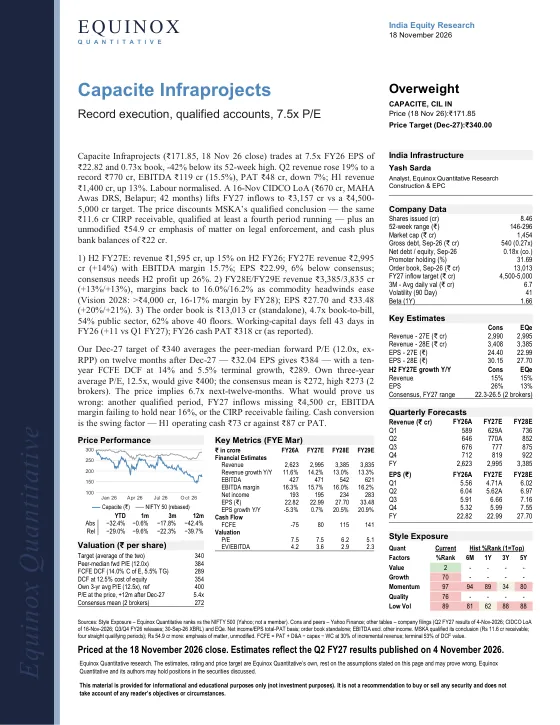 EQUINOX
QUANTITATIVE
India Equity Research
18 November 2026
Capacite Infraprojects
Record execution, qualified accounts, 7.5x P/E
Overweight
CAPACITE, CIL IN
Price (18 Nov 26):₹171.85
Price Target (Dec-27):₹340.00
Capacite Infraprojects (₹171.85, 18 Nov 26 close) trades at 7.5x FY26 EPS of
₹22.82 and 0.73x book, -42% below its 52-week high. Q2 revenue rose 19% to
record ₹770 cr, EBITDA ₹119 cr (15.5%), PAT ₹48 cr, down 7%; H1 revenue
₹1,400 cr, up 13%. Labour normalised. A 16-Nov CIDCO LoA (₹670 cr, MAHA
Awas DRS, Belapur; 42 months) lifts FY27 inflows to ₹3,157 cr vs a ₹4,500-
5,000 cr target. The price discounts MSKA's qualified conclusion — the same
₹11.6 cr CIRP receivable, qualified at least a fourth period running — plus an
unmodified ₹54.9 cr emphasis of matter on legal enforcement, and cash plus
bank balances of ₹22 cr.
1) H2 FY27E: revenue ₹1,595 cr, up 15% on H2 FY26; FY27E revenue ₹2,995
cr (+14%) with EBITDA margin 15.7%; EPS ₹22.99, 6% below consensus;
consensus needs H2 profit up 26%. 2) FY28E/FY29E revenue ₹3,385/3,835 cr
(+13%/+13%), margins back to 16.0%/16.2% as commodity headwinds ease
(Vision 2028: >₹4,000 cr, 16-17% margin by FY28); EPS ₹27.70 and ₹33.48
(+20%/+21%). 3) The order book is ₹13,013 cr (standalone), 4.7x book-to-
bill, 54% public sector, 62% above 40 floors. Working-capital days fell 43 days
in FY26 (+11 vs Q1 FY27); FY26 cash PAT ₹318 cr (as reported).
Our Dec-27 target of ₹340 averages the peer-median forward P/E (12.0x, ex-
RPP) on twelve months after Dec-27 — ₹32.04 EPS gives ₹384 — with a ten-
year FCFE DCF at 14% and 5.5% terminal growth, ₹289. Own three-year
average P/E, 12.5x, would give ₹400; the consensus mean is ₹272, high ₹273 (2
brokers). The price implies 6.7x next-twelve-months. What would prove us
wrong: another qualified period, FY27 inflows missing ₹4,500 cr, EBITDA
margin failing to hold near 16%, or the CIRP receivable failing. Cash conversion
is the swing factor — H1 operating cash ₹73 cr against ₹87 cr PAT.
India Infrastructure
Yash Sarda
Analyst, Equinox Quantitative Research
Construction & EPC
Company Data
Shares issued (cr) 8.46
52-week range (₹) 146-296
Market cap (₹ cr) 1,454
Gross debt, Sep-26 (₹ cr) 540 (0.27x)
Net debt / equity, Sep-26 0.18x (co.)
Promoter holding (%) 31.69
Order book, Sep-26 (₹ cr) 13,013
FY27 inflow target (₹ cr) 4,500-5,000
3M - Avg daily val (₹ cr) 6.7
Volatility (90 Day) 41
Beta (1Y) 1.66
Key Estimates
Cons EQe
Revenue - 27E (₹ cr) 2,990 2,995
Revenue - 28E (₹ cr) 3,408 3,385
EPS - 27E (₹) 24.40 22.99
EPS - 28E (₹) 30.15 27.70
H2 FY27E growth Y/Y Cons EQe
Revenue 15% 15%
EPS 26% 13%
Consensus, FY27 range 22.3-26.5 (2 brokers)
Quarterly Forecasts
Revenue (₹ cr) FY26A FY27E FY28E
Q1 589 629A 736
Q2 646 770A 852
Q3 676 777 875
Q4 712 819 922
FY 2,623 2,995 3,385
EPS (₹) FY26A FY27E FY28E
Q1 5.56 4.71A 6.02
Q2 6.04 5.62A 6.97
Q3 5.91 6.66 7.16
Q4 5.32 5.99 7.55
FY 22.82 22.99 27.70
Style Exposure
Quant Current Hist %Rank (1=Top)
Factors %Rank 6M 1Y 3Y 5Y
Value 2 - - - -
Growth 70 - - - -
Momentum 97 94 89 34 80
Quality 76 - - - -
Low Vol 89 81 62 88 88
Price Performance
300
250
200
150
100
Jan 26 Apr 26 Jul 26 Oct 26
Capacite (₹) NIFTY 500 (rebased)
YTD 1m 3m 12m
Abs −32.4% −0.6% −17.8% −42.4%
Rel −29.0% −9.6% −22.3% −39.7%
Valuation (₹ per share)
Target (average of the two) 340
Peer-median fwd P/E (12.0x) 384
FCFE DCF (14.0% C of E, 5.5% TG) 289
DCF at 12.5% cost of equity 354
Own 3-yr avg P/E (12.5x), ref 400
P/E at the price, +12m after Dec-27 5.4x
Consensus mean (2 brokers) 272
Key Metrics (FYE Mar)
₹ in crore FY26A FY27E FY28E FY29E
Financial Estimates
Revenue 2,623 2,995 3,385 3,835
Revenue growth Y/Y 11.6% 14.2% 13.0% 13.3%
EBITDA 427 471 542 621
EBITDA margin 16.3% 15.7% 16.0% 16.2%
Net income 193 195 234 283
EPS (₹) 22.82 22.99 27.70 33.48
EPS growth Y/Y -5.3% 0.7% 20.5% 20.9%
Cash Flow
FCFE -75 80 115 141
Valuation
P/E 7.5 7.5 6.2 5.1
EV/EBITDA 4.2 3.6 2.9 2.3
Sources: Style Exposure – Equinox Quantitative ranks vs the NIFTY 500 (Yahoo; not a member). Cons and peers – Yahoo Finance; other tables – company filings (Q2 FY27 results of 4-Nov-2026; CIDCO LoA
Priced at the 18 November 2026 close. Estimates reflect the Q2 FY27 results published on 4 November 2026.
Equinox Quantitative research. The estimates, rating and price target are Equinox Quantitative's own, rest on the assumptions stated on this page and may prove wrong. Equinox
Quantitative and its authors may hold positions in the securities discussed.
This material is provided for informational and educational purposes only (not investment purposes). It is not a recommendation to buy or sell any security and does not
take account of any reader's objectives or circumstances.
Equinox Quantitative